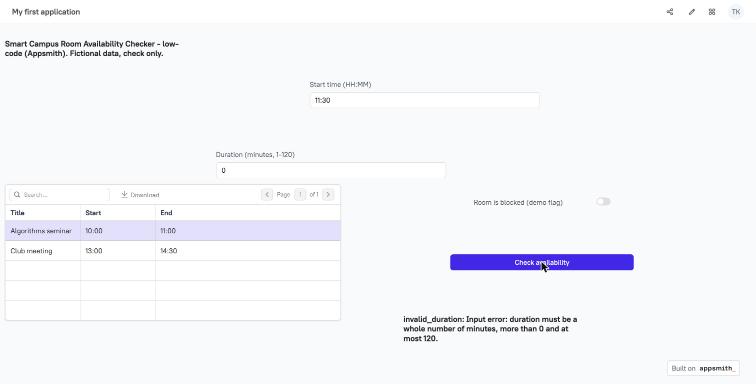 My first application
TK
Smart Campus Room Availability Checker - low-
code (Appsmith). Fictional data, check only.
Start time (HH:MM)
11:30
Duration (minutes, 1-120)
0
Search...
Download
Page 1 of 1
Title Start End
Algorithms seminar 10:00 11:00
Club meeting 13:00 14:30
Room is blocked (demo flag)
Check availability
invalid_duration: Input error: duration must be a
whole number of minutes, more than 0 and at
most 120.
Built on appsmith_